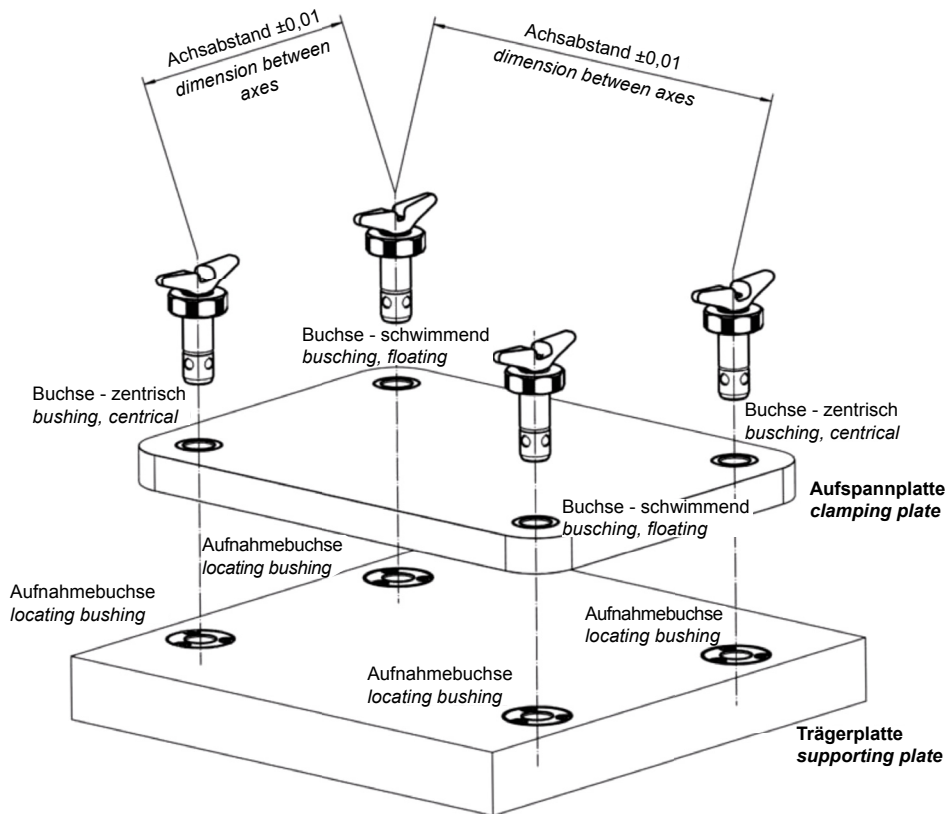 Achsabstand ±0,01
dimension between
axes
Achsabstand ±0,01
dimension between axes
Buchse - schwimmend
busching, floating
Buchse - zentrisch
bushing, centrical
Buchse - zentrisch
busching, centrical
Aufspannplatte
clamping plate
Buchse - schwimmend
busching, floating
Aufnahmebuchse
locating bushing
Aufnahmebuchse
locating bushing
Aufnahmebuchse
locating bushing
Aufnahmebuchse
locating bushing
Trägerplatte
supporting plate